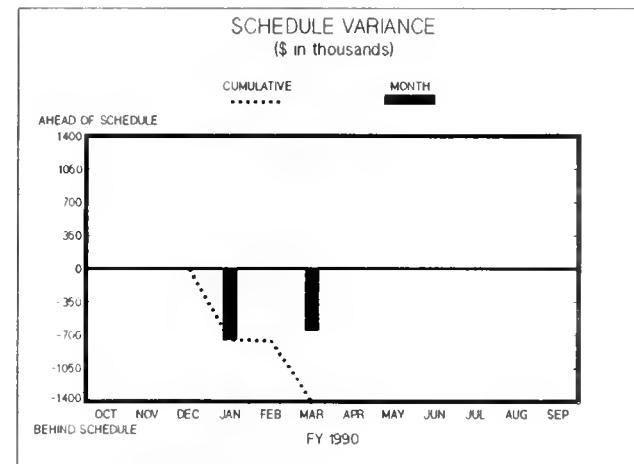 SCHEDULE VARIANCE
($ in thousands)
CUMULATIVE MONTH
AHEAD OF SCHEDULE
1400
1050
700
350
0
-350
-700
-1050
-1400
OCT NOV DEC JAN FEB MAR APR MAY JUN JUL AUG SEP
BEHIND SCHEDULE
FY 1990